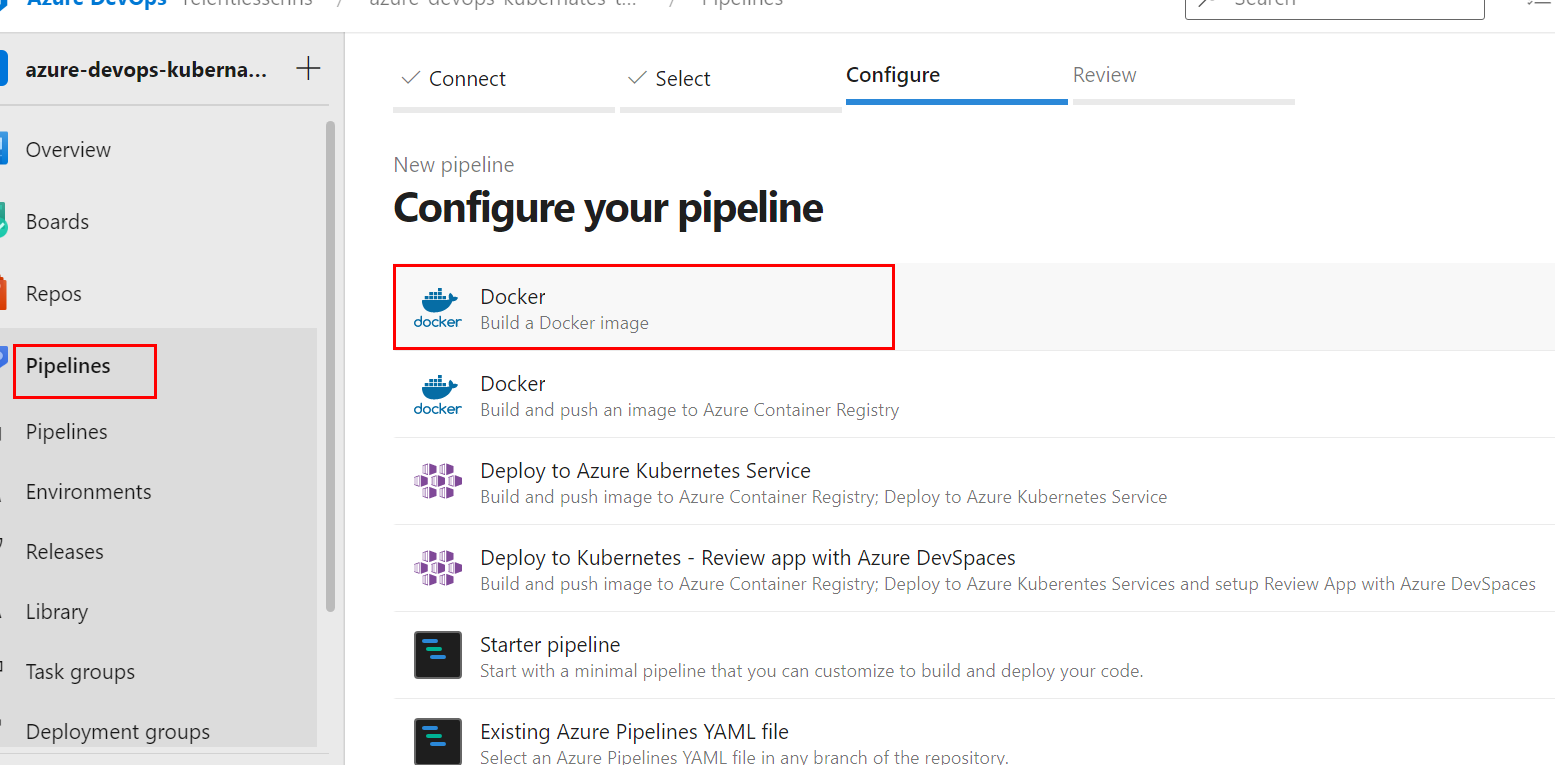 Azure DevOps relentlesschris / azure-devops-kubernates-t... / Pipelines
Search
azure-devops-kuberna...
Connect
Select
Configure
Review
Overview
Boards
Repos
Pipelines
Pipelines
Environments
Releases
Library
Task groups
Deployment groups
New pipeline
Configure your pipeline
docker
Docker
Build a Docker image
docker
Docker
Build and push an image to Azure Container Registry
Deploy to Azure Kubernetes Service
Build and push image to Azure Container Registry; Deploy to Azure Kubernetes Service
Deploy to Kubernetes - Review app with Azure DevSpaces
Build and push image to Azure Container Registry; Deploy to Azure Kuberentes Services and setup Review App with Azure DevSpaces
Starter pipeline
Start with a minimal pipeline that you can customize to build and deploy your code.
Existing Azure Pipelines YAML file
Select an Azure Pipelines YAML file in any branch of the repository.